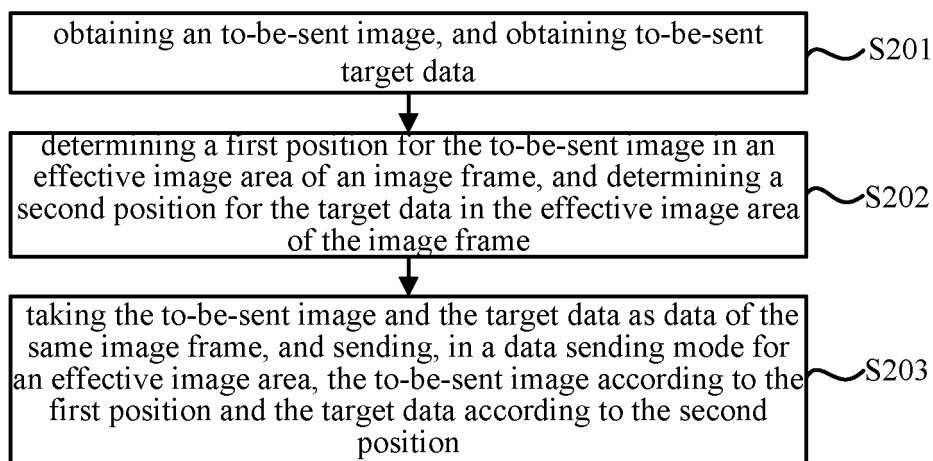 obtaining an to-be-sent image, and obtaining to-be-sent
target data
S201
determining a first position for the to-be-sent image in an
effective image area of an image frame, and determining a
second position for the target data in the effective image area
of the image frame
S202
taking the to-be-sent image and the target data as data of the
same image frame, and sending, in a data sending mode for
an effective image area, the to-be-sent image according to the
first position and the target data according to the second
position
S203